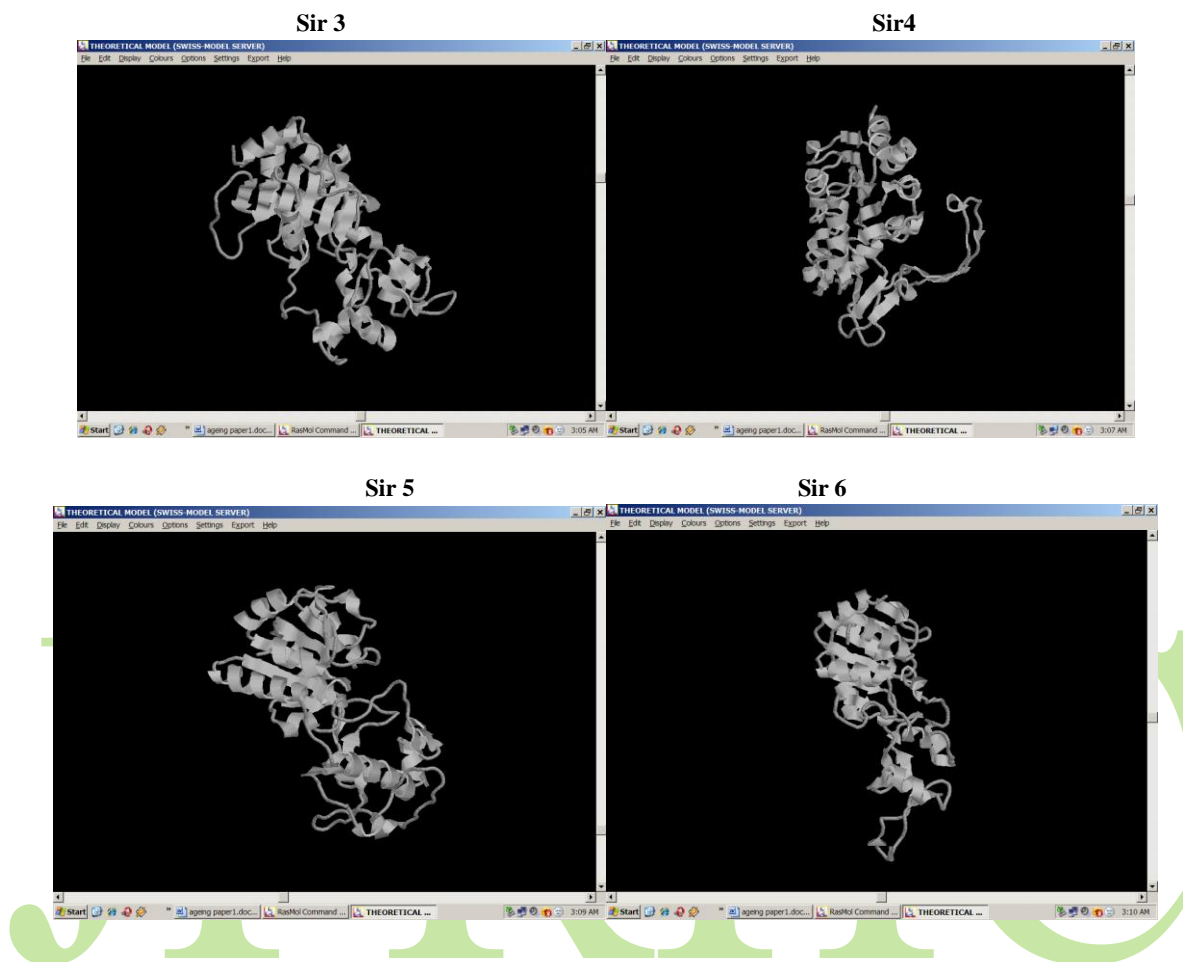 Sir 3
Sir4
THEORETICAL MODEL (SWISS-MODEL SERVER)
File Edit Display Colours Options Settings Export Help
Start " ageing paper1.doc... RasMol Command ... THEORETICAL ... 3:05 AM
THEORETICAL MODEL (SWISS-MODEL SERVER)
File Edit Display Colours Options Settings Export Help
Start " ageing paper1.doc... RasMol Command ... THEORETICAL ... 3:07 AM
Sir 5
Sir 6
THEORETICAL MODEL (SWISS-MODEL SERVER)
File Edit Display Colours Options Settings Export Help
Start " ageing paper1.doc... RasMol Command ... THEORETICAL ... 3:09 AM
THEORETICAL MODEL (SWISS-MODEL SERVER)
File Edit Display Colours Options Settings Export Help
Start " ageing paper1.doc... RasMol Command ... THEORETICAL ... 3:10 AM